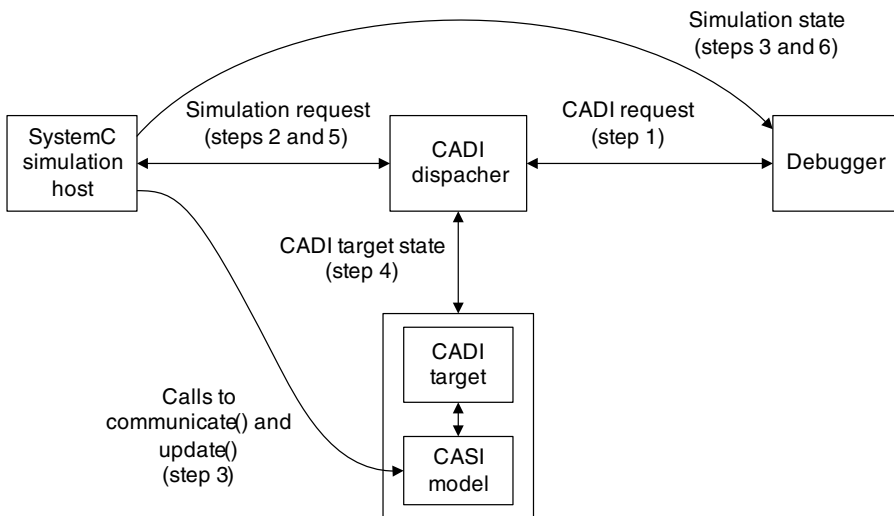 Simulation state
(steps 3 and 6)
Simulation request
(steps 2 and 5)
CADI request
(step 1)
SystemC
simulation
host
CADI
dispacher
Debugger
CADI target state
(step 4)
CADI
target
Calls to
communicate() and
update()
(step 3)
CASI
model